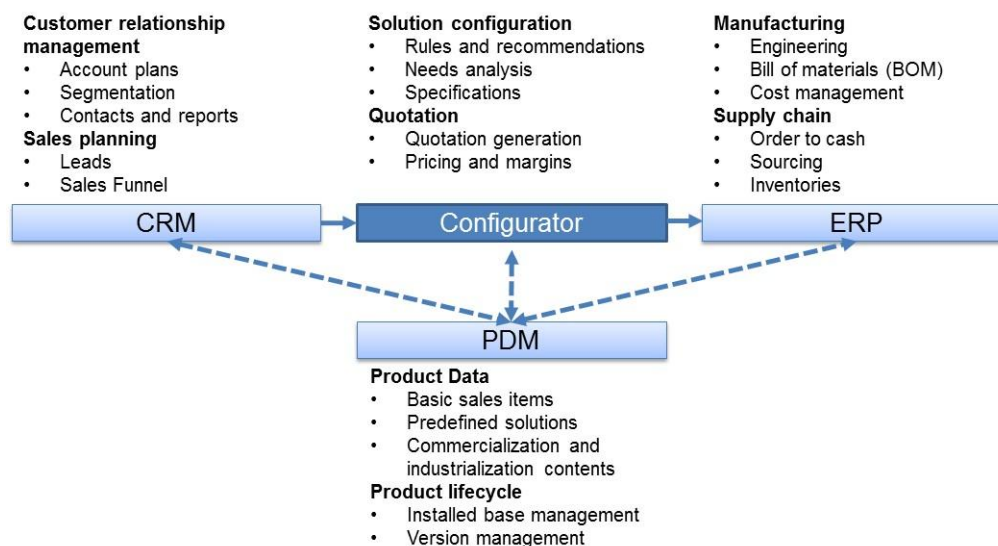 Customer relationship
management
• Account plans
• Segmentation
• Contacts and reports
Sales planning
• Leads
• Sales Funnel
CRM
Solution configuration
• Rules and recommendations
• Needs analysis
• Specifications
Quotation
• Quotation generation
• Pricing and margins
Configurator
Manufacturing
• Engineering
• Bill of materials (BOM)
• Cost management
Supply chain
• Order to cash
• Sourcing
• Inventories
ERP
PDM
Product Data
• Basic sales items
• Predefined solutions
• Commercialization and
industrialization contents
Product lifecycle
• Installed base management
• Version management